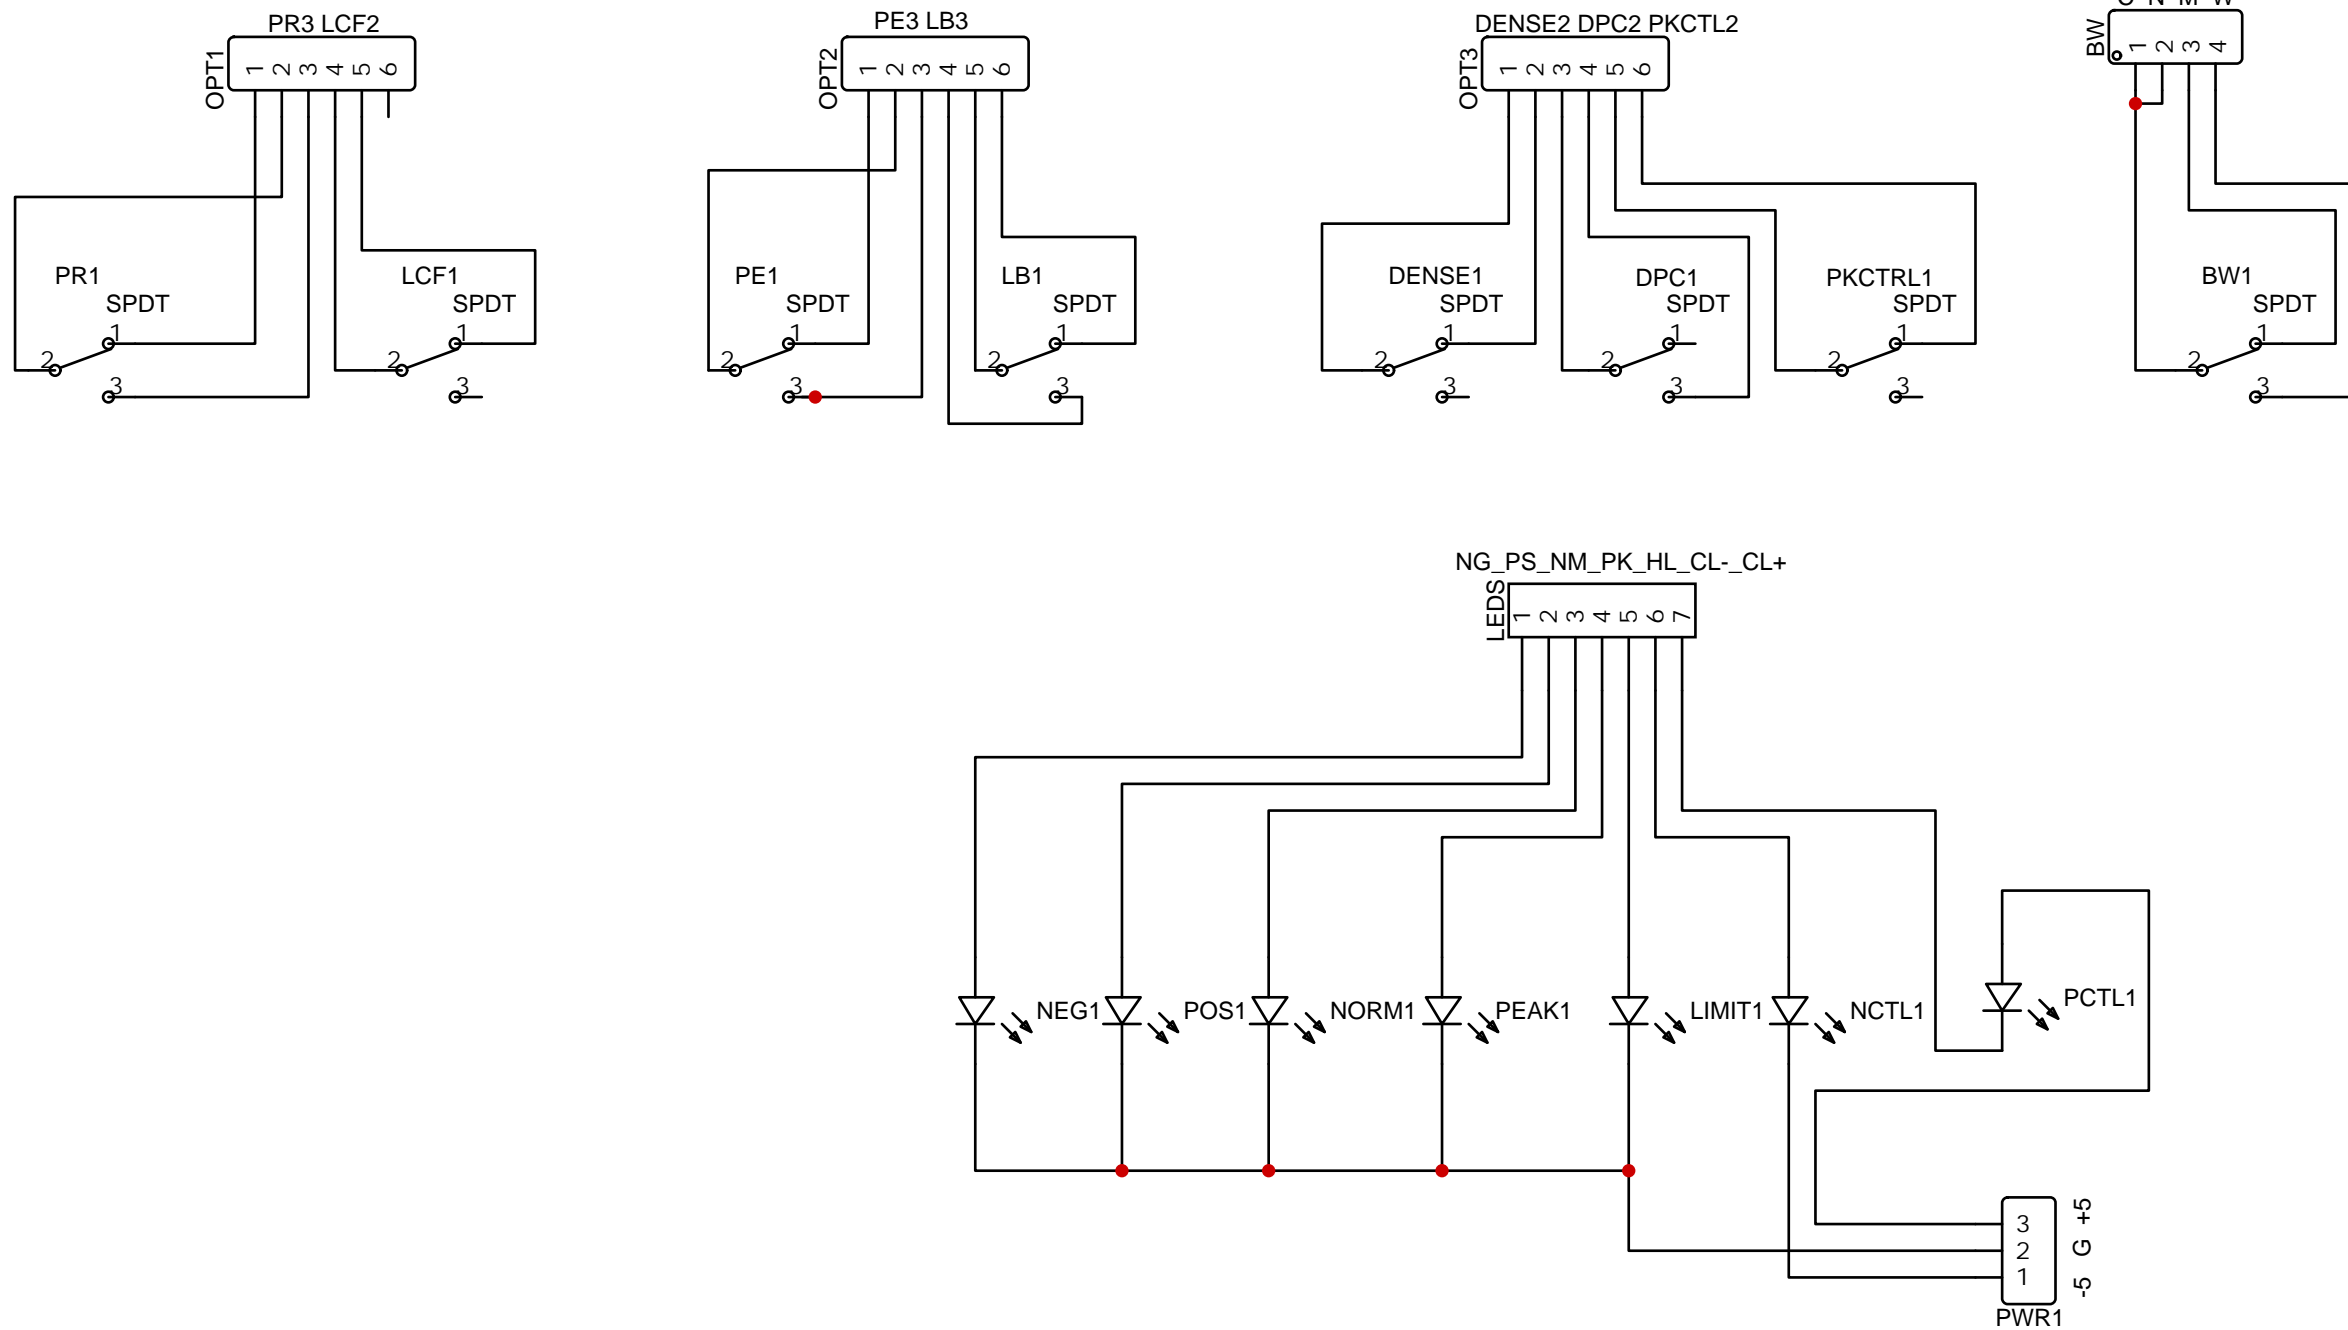 PR3 LCF2
OPT1
1 2 3 4 5 6
PE3 LB3
OPT2
1 2 3 4 5 6
DENSE2 DPC2 PKCTL2
OPT3
1 2 3 4 5 6
BW
1 2 3 4
PR1
SPDT
1
2
3
LCF1
SPDT
1
2
3
PE1
SPDT
1
2
3
LB1
SPDT
1
2
3
DENSE1
SPDT
1
2
3
DPC1
SPDT
1
2
3
PKCTRL1
SPDT
1
2
3
BW1
SPDT
1
2
3
NG_PS_NM_PK_HL_CL-_CL+
LEDS
1 2 3 4 5 6 7
NEG1
POS1
NORM1
PEAK1
LIMIT1
NCTL1
PCTL1
3 +5
2 G
1 -5
PWR1